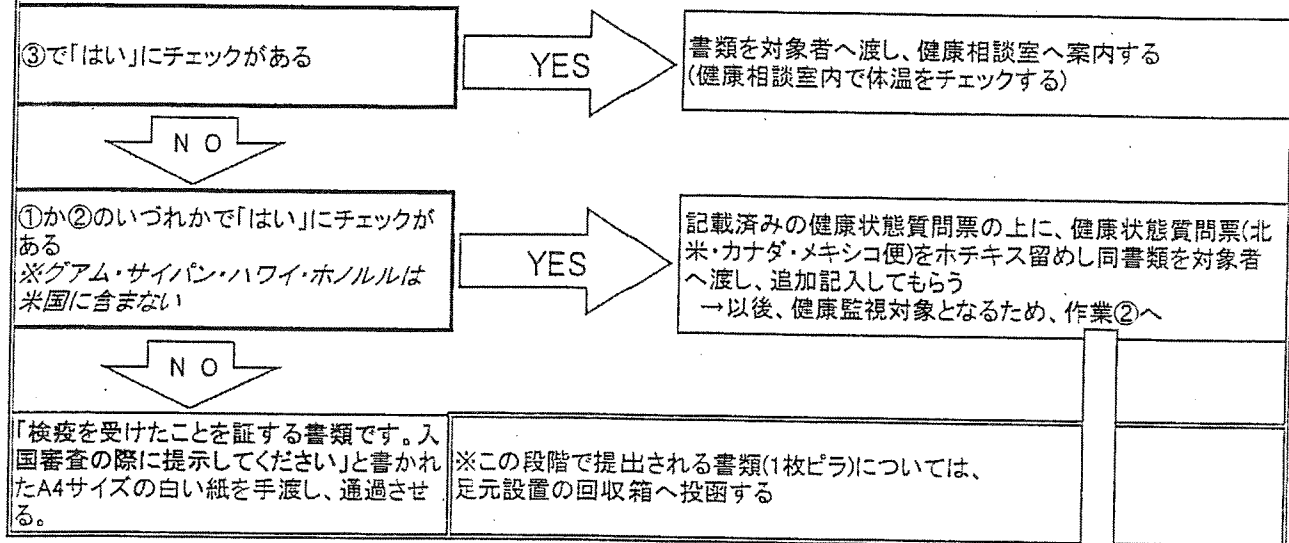 ③で「はい」にチェックがある
YES
書類を対象者へ渡し、健康相談室へ案内する
(健康相談室内で体温をチェックする)
NO
①か②のいづれかで「はい」にチェックが
ある
※グアム・サイパン・ハワイ・ホノルルは
米国に含まない
YES
記載済みの健康状態質問票の上に、健康状態質問票(北
米・カナダ・メキシコ便)をホチキス留めし同書類を対象者
へ渡し、追加記入してもらう
→以後、健康監視対象となるため、作業②へ
NO
「検疫を受けたことを証する書類です。入
国審査の際に提示してください」と書かれ
たA4サイズの白い紙を手渡し、通過させ
る。
※この段階で提出される書類(1枚ビラ)については、
足元設置の回収箱へ投函する